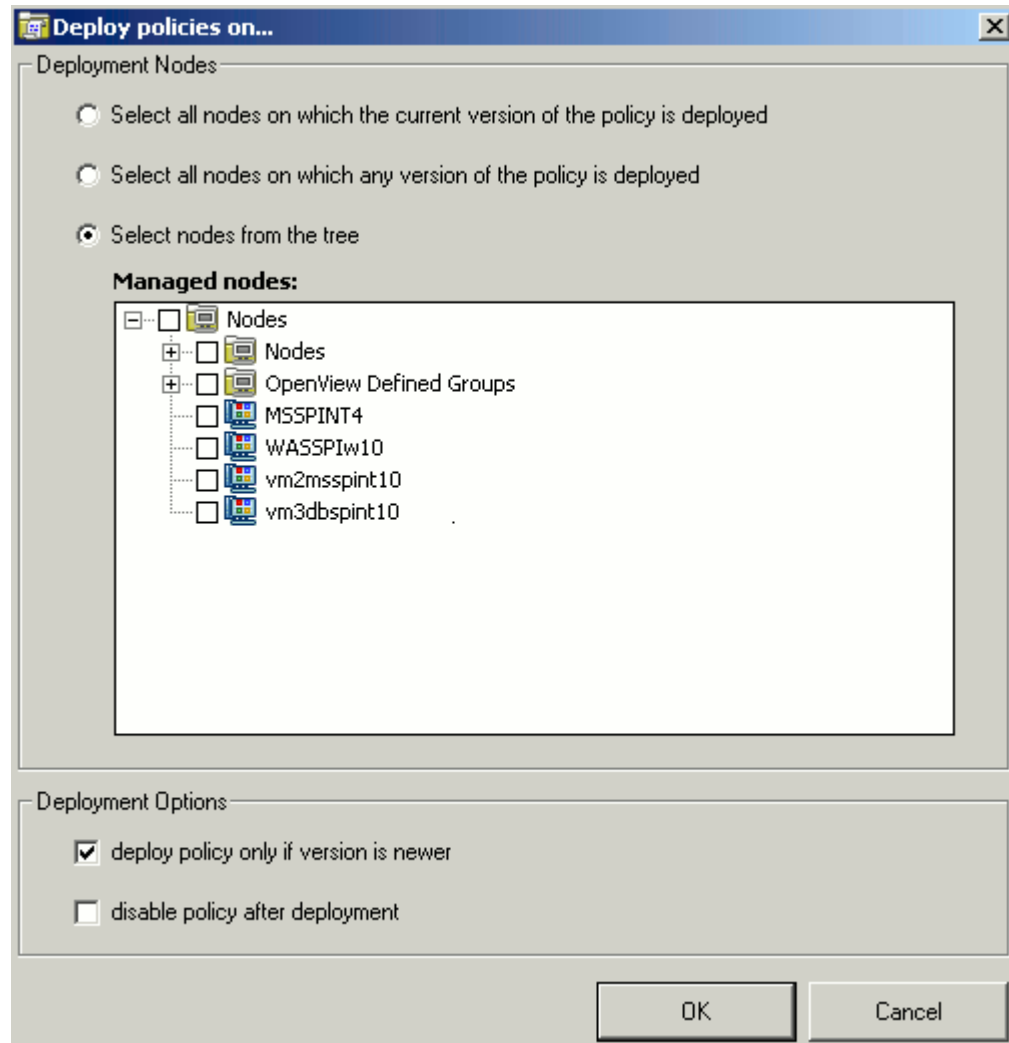 Deploy policies on...
Deployment Nodes
Select all nodes on which the current version of the policy is deployed
Select all nodes on which any version of the policy is deployed
Select nodes from the tree
Managed nodes:
Nodes
Nodes
OpenView Defined Groups
MSSPINT4
WASSPIw10
vm2msspint10
vm3dbspint10
Deployment Options
deploy policy only if version is newer
disable policy after deployment
OK Cancel